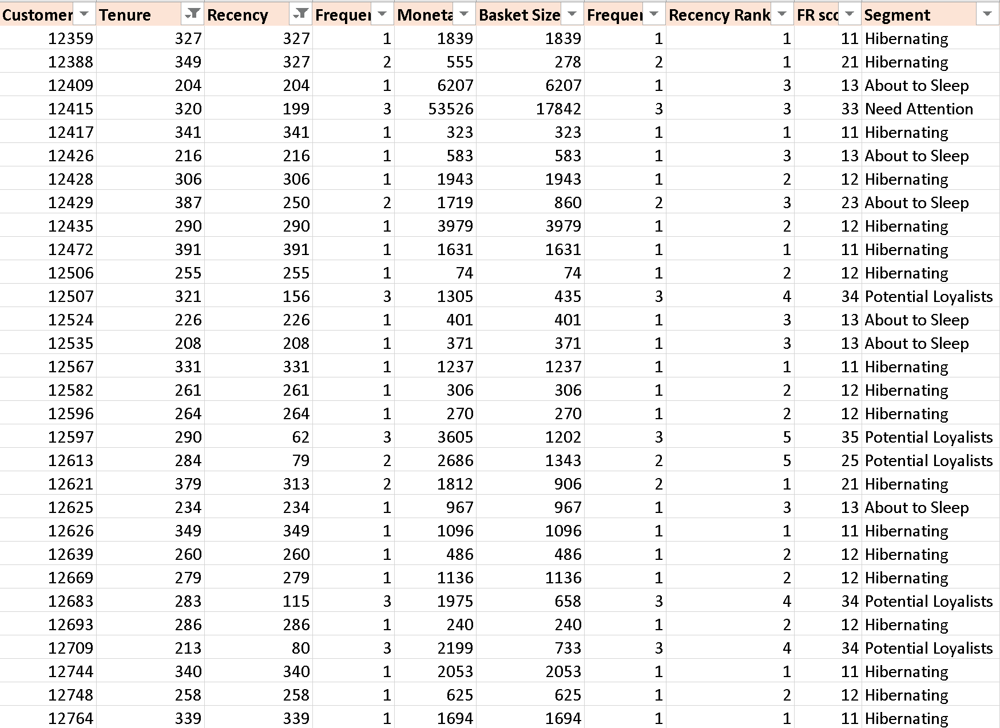 Customer Tenure Recency Frequer Moneta Basket Size Frequer Recency Rank FR sco Segment
12359 327 327 1 1839 1839 1 1 11 Hibernating
12388 349 327 2 555 278 2 1 21 Hibernating
12409 204 204 1 6207 6207 1 3 13 About to Sleep
12415 320 199 3 53526 17842 3 3 33 Need Attention
12417 341 341 1 323 323 1 1 11 Hibernating
12426 216 216 1 583 583 1 3 13 About to Sleep
12428 306 306 1 1943 1943 1 2 12 Hibernating
12429 387 250 2 1719 860 2 3 23 About to Sleep
12435 290 290 1 3979 3979 1 2 12 Hibernating
12472 391 391 1 1631 1631 1 1 11 Hibernating
12506 255 255 1 74 74 1 2 12 Hibernating
12507 321 156 3 1305 435 3 4 34 Potential Loyalists
12524 226 226 1 401 401 1 3 13 About to Sleep
12535 208 208 1 371 371 1 3 13 About to Sleep
12567 331 331 1 1237 1237 1 1 11 Hibernating
12582 261 261 1 306 306 1 2 12 Hibernating
12596 264 264 1 270 270 1 2 12 Hibernating
12597 290 62 3 3605 1202 3 5 35 Potential Loyalists
12613 284 79 2 2686 1343 2 5 25 Potential Loyalists
12621 379 313 2 1812 906 2 1 21 Hibernating
12625 234 234 1 967 967 1 3 13 About to Sleep
12626 349 349 1 1096 1096 1 1 11 Hibernating
12639 260 260 1 486 486 1 2 12 Hibernating
12669 279 279 1 1136 1136 1 2 12 Hibernating
12683 283 115 3 1975 658 3 4 34 Potential Loyalists
12693 286 286 1 240 240 1 2 12 Hibernating
12709 213 80 3 2199 733 3 4 34 Potential Loyalists
12744 340 340 1 2053 2053 1 1 11 Hibernating
12748 258 258 1 625 625 1 2 12 Hibernating
12764 339 339 1 1694 1694 1 1 11 Hibernating